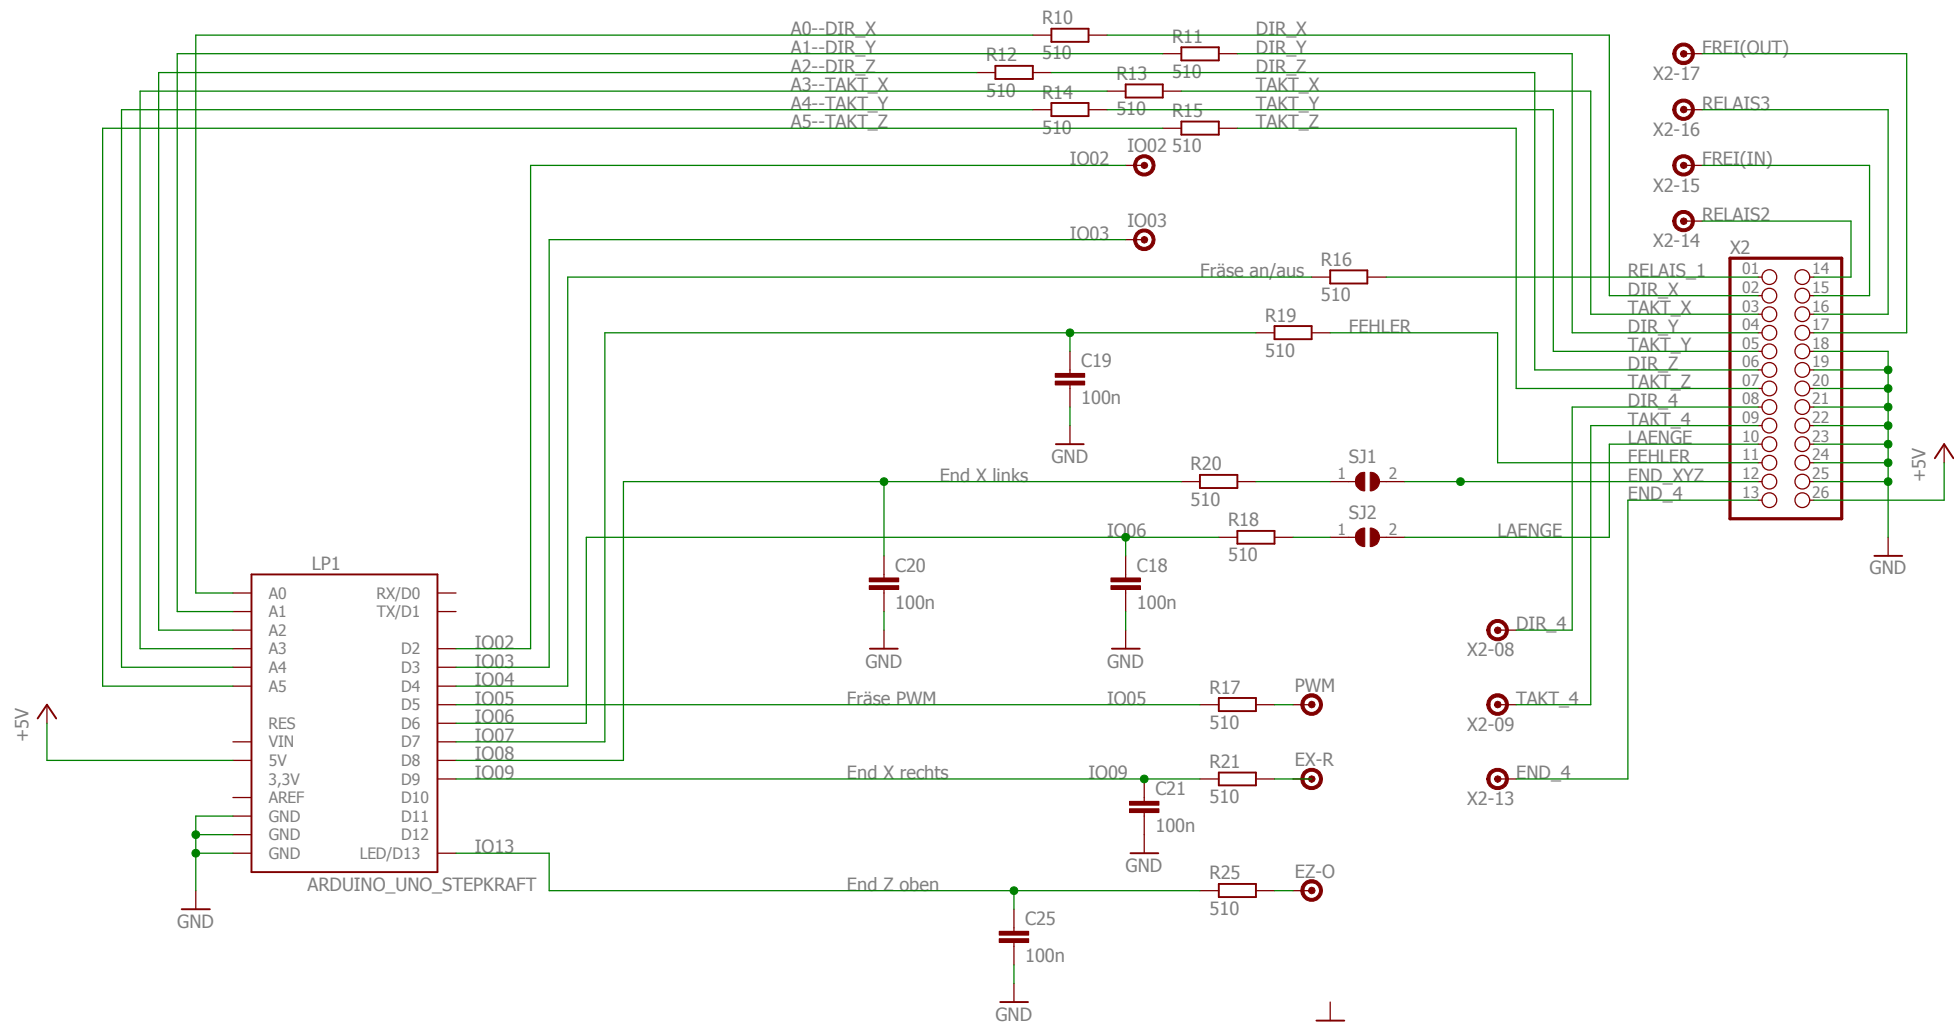 A0--DIR_X
R10
510
DIR_X
A1--DIR_Y
R11
510
DIR_Y
A2--DIR_Z
R12
510
DIR_Z
A3--TAKT_X
R13
510
TAKT_X
A4--TAKT_Y
R14
510
TAKT_Y
A5--TAKT_Z
R15
510
TAKT_Z
IO02
IO02
IO03
IO03
Fräse an/aus
R16
510
R19
510
FEHLER
C19
100n
GND
End X links
R20
510
SJ1
1
2
IO06
R18
510
SJ2
1
2
LAENGE
C20
100n
GND
C18
100n
GND
FREI(OUT)
X2-17
RELAIS3
X2-16
FREI(IN)
X2-15
RELAIS2
X2-14
X2
RELAIS_1 01 14
DIR_X 02 15
TAKT_X 03 16
DIR_Y 04 17
TAKT_Y 05 18
DIR_Z 06 19
TAKT_Z 07 20
DIR_4 08 21
TAKT_4 09 22
LAENGE 10 23
FEHLER 11 24
END_XYZ 12 25
END_4 13 26
+5V
GND
DIR_4
X2-08
TAKT_4
X2-09
END_4
X2-13
LP1
A0 RX/D0
A1 TX/D1
A2
A3 D2 IO02
A4 D3 IO03
A5 D4 IO04
D5 IO05
RES D6 IO06
VIN D7 IO07
5V D8 IO08
3,3V D9 IO09
AREF D10
GND D11
GND D12
GND LED/D13 IO13
ARDUINO_UNO_STEPKRAFT
+5V
GND
Fräse PWM
IO05
R17
510
PWM
End X rechts
IO09
R21
510
EX-R
C21
100n
GND
End Z oben
R25
510
EZ-O
C25
100n
GND